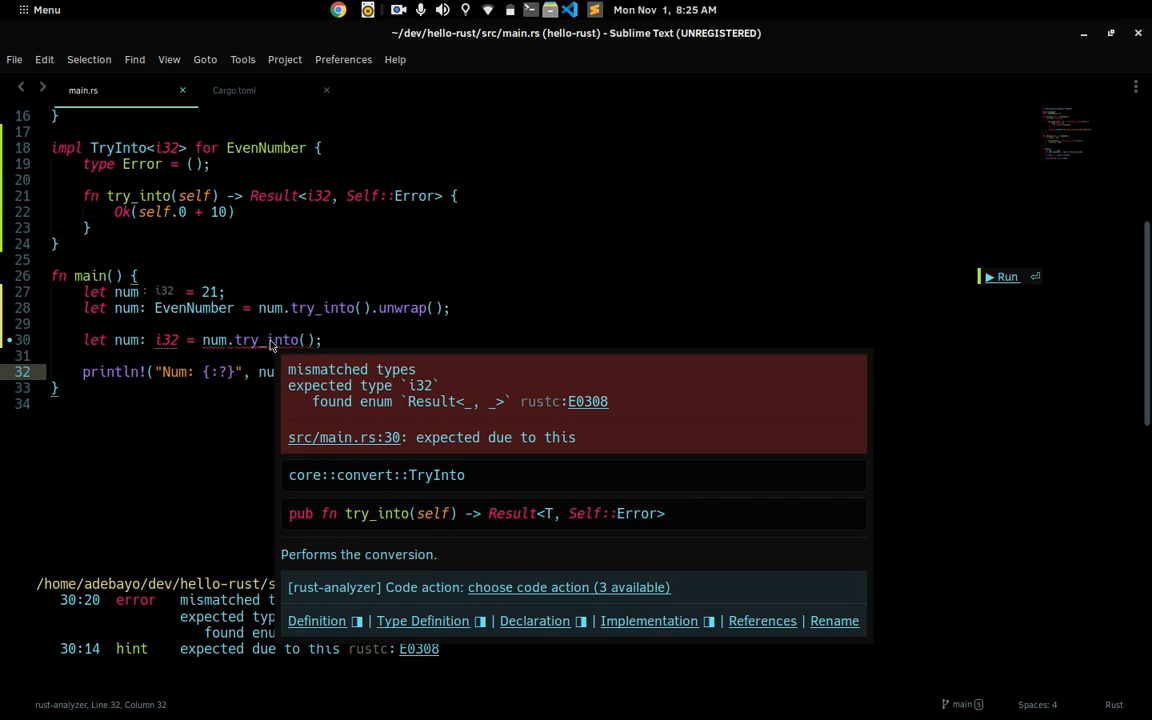 Menu
Mon Nov 1, 8:25 AM
~/dev/hello-rust/src/main.rs (hello-rust) - Sublime Text (UNREGISTERED)
File Edit Selection Find View Goto Tools Project Preferences Help
main.rs × Cargo.toml ×
16 }
17
18 impl TryInto<i32> for EvenNumber {
19 type Error = ();
20
21 fn try_into(self) -> Result<i32, Self::Error> {
22 Ok(self.0 + 10)
23 }
24 }
25
26 fn main() {
▶ Run
27 let num: i32 = 21;
28 let num: EvenNumber = num.try_into().unwrap();
29
30 let num: i32 = num.try_into();
31
32 println!("Num: {:?}", nu
33 }
34
mismatched types
expected type `i32`
found enum `Result<_, _>` rustc:E0308
src/main.rs:30: expected due to this
core::convert::TryInto
pub fn try_into(self) -> Result<T, Self::Error>
Performs the conversion.
[rust-analyzer] Code action: choose code action (3 available)
Definition | Type Definition | Declaration | Implementation | References | Rename
/home/adebayo/dev/hello-rust/s
30:20 error mismatched t
expected typ
found enu
30:14 hint expected due to this rustc:E0308
rust-analyzer, Line 32, Column 32
main 5 Spaces: 4 Rust